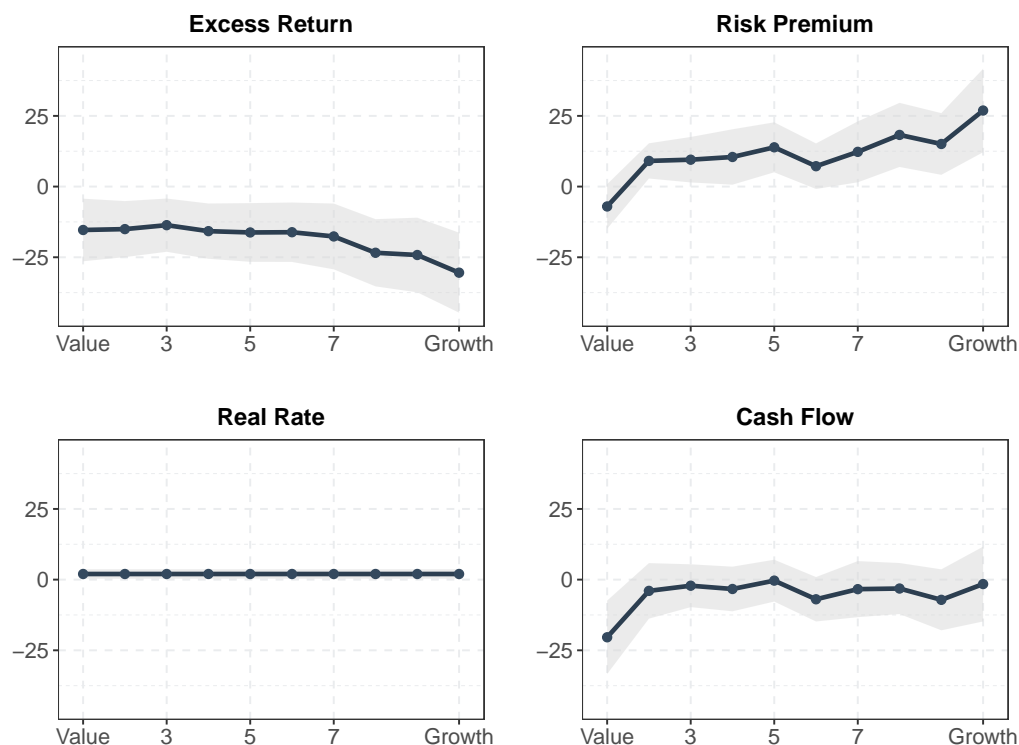 Excess Return
25
0
−25
Value 3 5 7 Growth
Risk Premium
25
0
−25
Value 3 5 7 Growth
Real Rate
25
0
−25
Value 3 5 7 Growth
Cash Flow
25
0
−25
Value 3 5 7 Growth